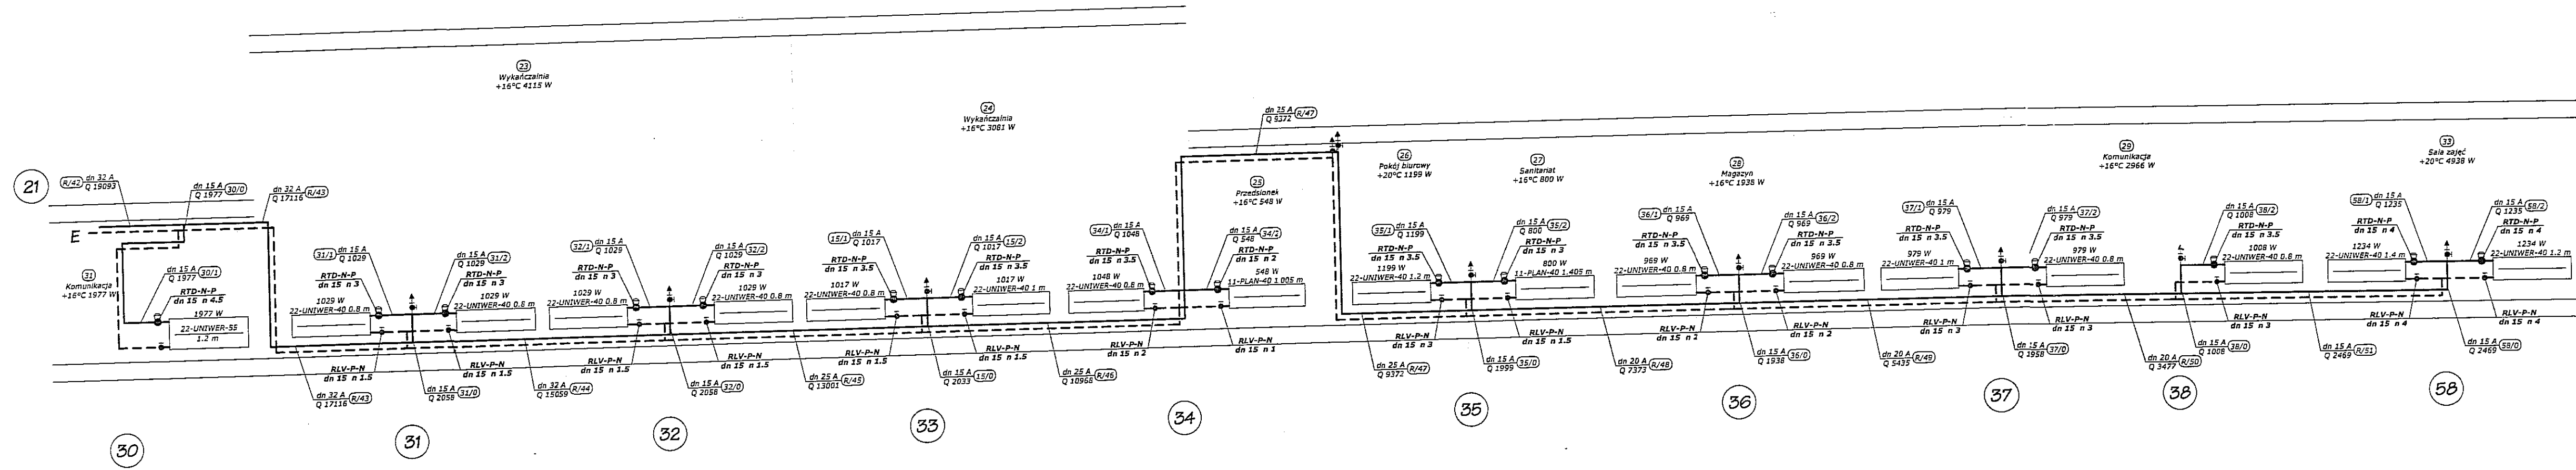 23
Wykańczalnia
+16°C 4115 W
24
Wykańczalnia
+16°C 3081 W
dn 25 A R/47
Q 9372
26
Pokój biurowy
+20°C 1199 W
27
Sanitariat
+16°C 800 W
28
Magazyn
+16°C 1938 W
29
Komunikacja
+16°C 2966 W
33
Sala zajęć
+20°C 4938 W
25
Przedsionek
+16°C 548 W
21
R/42 dn 32 A
Q 19093
dn 15 A 30/0
Q 1977
dn 32 A R/43
Q 17116
E
31
Komunikacja
+16°C 1977 W
dn 15 A 30/1
Q 1977
RTD-N-P
dn 15 n 4.5
1977 W
22-UNIWER-55
1.2 m
31/1 dn 15 A
Q 1029
RTD-N-P
dn 15 n 3
1029 W
22-UNIWER-40 0.8 m
dn 15 A 31/2
Q 1029
RTD-N-P
dn 15 n 3
1029 W
22-UNIWER-40 0.8 m
RLV-P-N
dn 15 n 1.5
RLV-P-N
dn 15 n 1.5
dn 32 A R/43
Q 17116
dn 15 A 31/0
Q 2058
dn 32 A R/44
Q 15059
32/1 dn 15 A
Q 1029
RTD-N-P
dn 15 n 3
1029 W
22-UNIWER-40 0.8 m
dn 15 A 32/2
Q 1029
RTD-N-P
dn 15 n 3
1029 W
22-UNIWER-40 0.8 m
RLV-P-N
dn 15 n 1.5
RLV-P-N
dn 15 n 1.5
dn 15 A 32/0
Q 2058
dn 25 A R/45
Q 13001
15/1 dn 15 A
Q 1017
RTD-N-P
dn 15 n 3.5
1017 W
22-UNIWER-40 0.8 m
dn 15 A 15/2
Q 1017
RTD-N-P
dn 15 n 3.5
1017 W
22-UNIWER-40 1 m
RLV-P-N
dn 15 n 1.5
RLV-P-N
dn 15 n 1.5
dn 15 A 15/0
Q 2033
dn 25 A R/46
Q 10968
34/1 dn 15 A
Q 1048
RTD-N-P
dn 15 n 3.5
1048 W
22-UNIWER-40 0.8 m
dn 15 A 34/1
Q 548
RTD-N-P
dn 15 n 2
548 W
11-PLAN-40 1.005 m
RLV-P-N
dn 15 n 2
RLV-P-N
dn 15 n 1
35/1 dn 15 A
Q 1199
RTD-N-P
dn 15 n 3.5
1199 W
22-UNIWER-40 1.2 m
dn 15 A 35/2
Q 800
RTD-N-P
dn 15 n 3
800 W
11-PLAN-40 1.405 m
RLV-P-N
dn 15 n 3
RLV-P-N
dn 15 n 1.5
dn 25 A R/47
Q 9372
dn 15 A 35/0
Q 1999
dn 20 A R/48
Q 7373
36/1 dn 15 A
Q 969
RTD-N-P
dn 15 n 3.5
969 W
22-UNIWER-40 0.8 m
dn 15 A 36/2
Q 969
RTD-N-P
dn 15 n 3.5
969 W
22-UNIWER-40 0.8 m
RLV-P-N
dn 15 n 2
RLV-P-N
dn 15 n 2
dn 15 A 36/0
Q 1938
dn 20 A R/49
Q 5435
37/1 dn 15 A
Q 979
RTD-N-P
dn 15 n 3.5
979 W
22-UNIWER-40 1 m
dn 15 A 37/2
Q 979
RTD-N-P
dn 15 n 3.5
979 W
22-UNIWER-40 0.8 m
RLV-P-N
dn 15 n 3
RLV-P-N
dn 15 n 3
dn 15 A 37/0
Q 1958
dn 20 A R/50
Q 3477
dn 15 A 38/2
Q 1008
RTD-N-P
dn 15 n 3.5
1008 W
22-UNIWER-40 0.8 m
RLV-P-N
dn 15 n 3
dn 15 A 38/0
Q 1008
dn 15 A R/51
Q 2469
58/1 dn 15 A
Q 1235
RTD-N-P
dn 15 n 4
1234 W
22-UNIWER-40 1.4 m
dn 15 A 58/2
Q 1235
RTD-N-P
dn 15 n 4
1234 W
22-UNIWER-40 1.2 m
RLV-P-N
dn 15 n 4
RLV-P-N
dn 15 n 4
dn 15 A 58/0
Q 2469
30
31
32
33
34
35
36
37
38
58